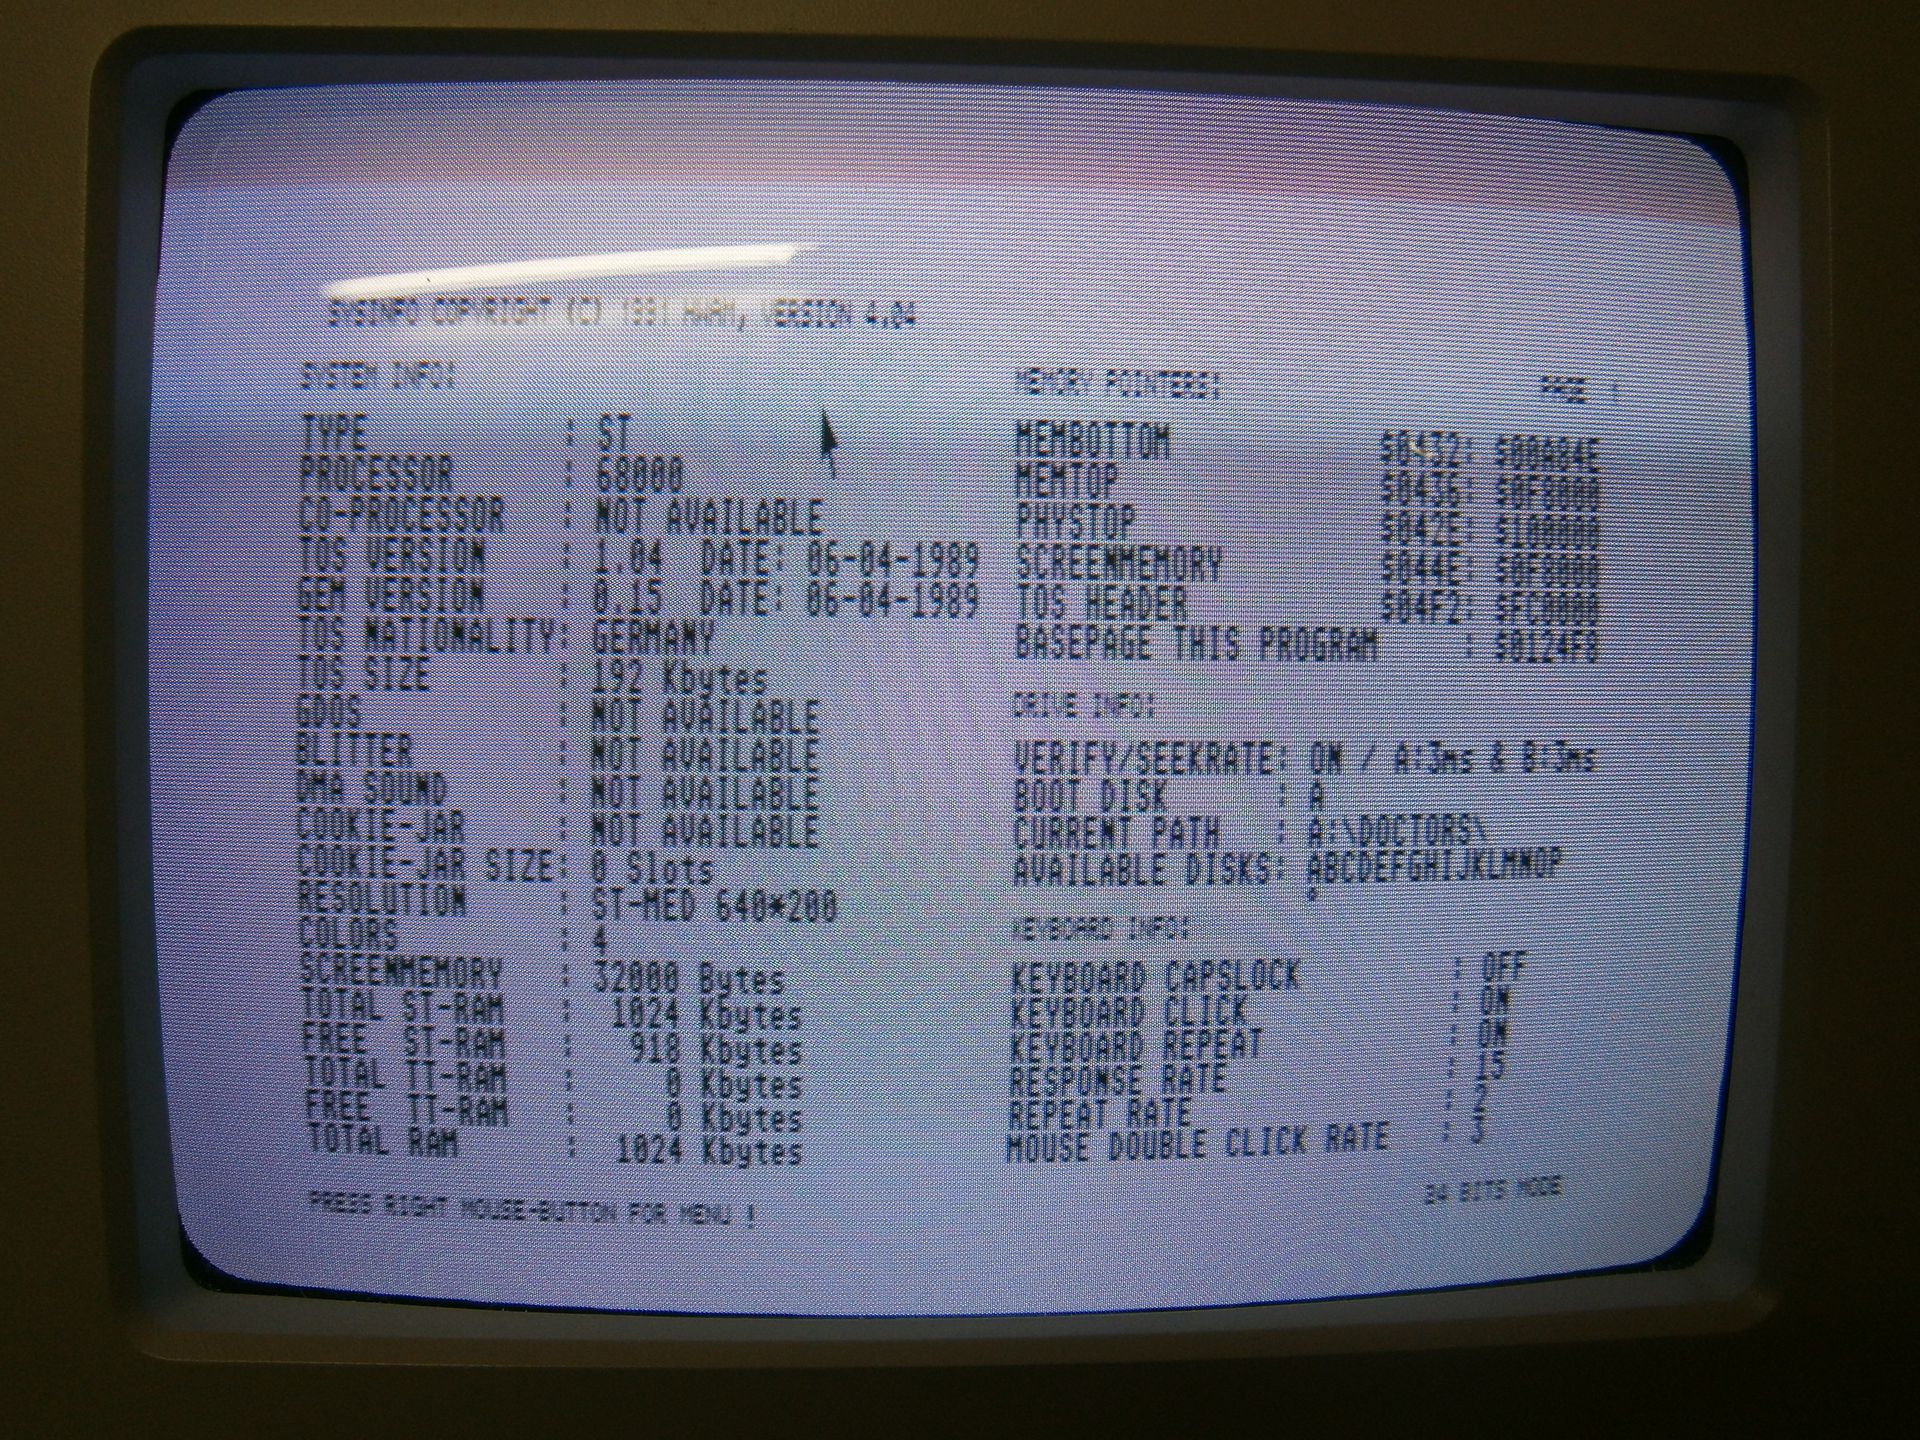 SYSINFO COPYRIGHT (C) 1991 HWAM, VERSION 4.04
SYSTEM INFO:
TYPE : ST
PROCESSOR : 68000
CO-PROCESSOR : NOT AVAILABLE
TOS VERSION : 1.04 DATE: 06-04-1989
GEM VERSION : 0.15 DATE: 06-04-1989
TOS NATIONALITY: GERMANY
TOS SIZE : 192 Kbytes
GDOS : NOT AVAILABLE
BLITTER : NOT AVAILABLE
DMA SOUND : NOT AVAILABLE
COOKIE-JAR : NOT AVAILABLE
COOKIE-JAR SIZE: 0 Slots
RESOLUTION : ST-MED 640*200
COLORS : 4
SCREENMEMORY : 32000 Bytes
TOTAL ST-RAM : 1024 Kbytes
FREE ST-RAM : 918 Kbytes
TOTAL TT-RAM : 0 Kbytes
FREE TT-RAM : 0 Kbytes
TOTAL RAM : 1024 Kbytes
PRESS RIGHT MOUSE-BUTTON FOR MENU !
MEMORY POINTERS: PAGE 1
MEMBOTTOM $0432: $00A84E
MEMTOP $0436: $0F8000
PHYSTOP $042E: $100000
SCREENMEMORY $044E: $0F8000
TOS HEADER $04F2: $FC0000
BASEPAGE THIS PROGRAM : $0124F8
DRIVE INFO:
VERIFY/SEEKRATE: ON / A:3ms & B:3ms
BOOT DISK : A
CURRENT PATH : A:\DOCTORS\
AVAILABLE DISKS: ABCDEFGHIJKLMNOP
KEYBOARD INFO:
KEYBOARD CAPSLOCK : OFF
KEYBOARD CLICK : ON
KEYBOARD REPEAT : ON
RESPONSE RATE : 15
REPEAT RATE : 2
MOUSE DOUBLE CLICK RATE : 3
24 BITS MODE